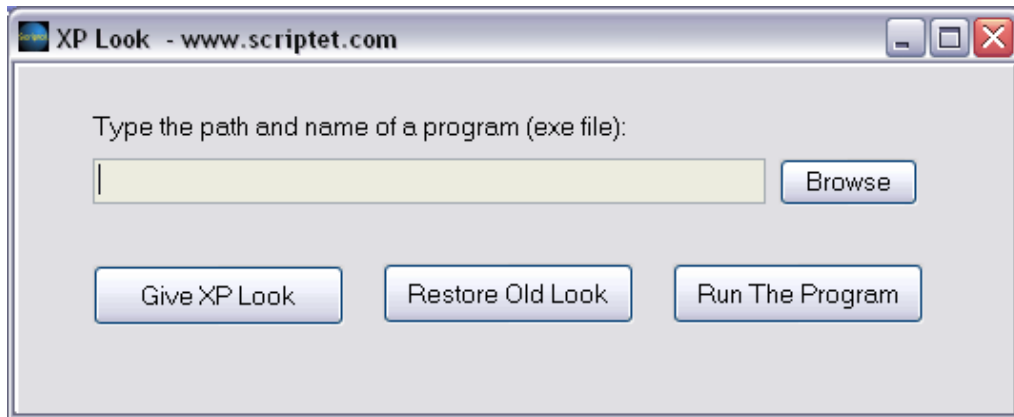 XP Look - www.scriptet.com
Type the path and name of a program (exe file):
Browse
Give XP Look Restore Old Look Run The Program